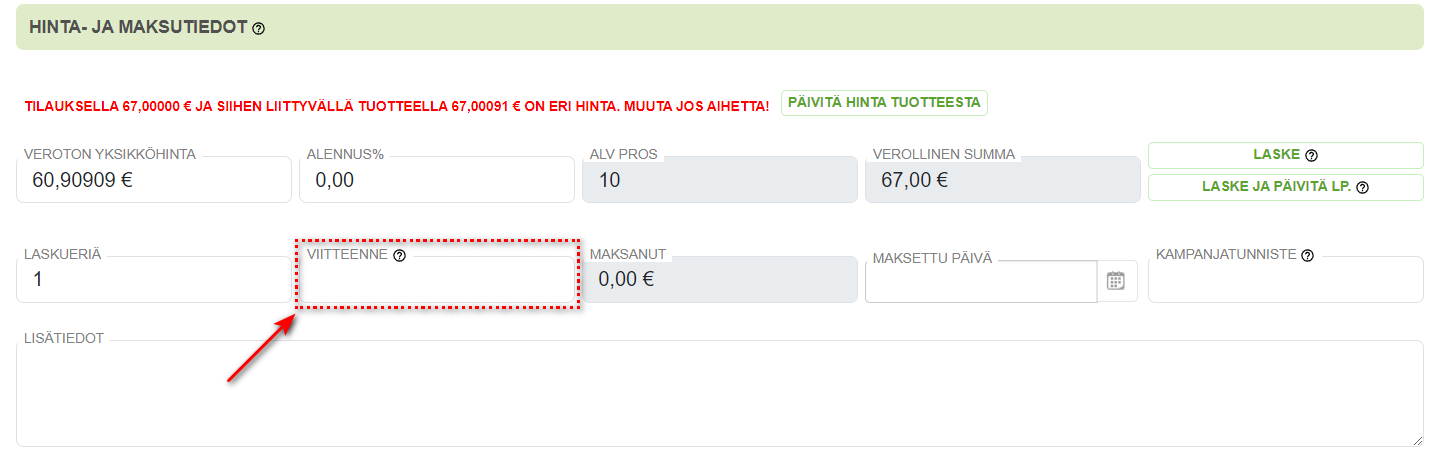 HINTA- JA MAKSUTIEDOT
TILAUKSELLA 67,00000 € JA SIIHEN LIITTYVÄLLÄ TUOTTEELLA 67,00091 € ON ERI HINTA. MUUTA JOS AIHETTA! PÄIVITÄ HINTA TUOTTEESTA
VEROTON YKSIKKÖHINTA ALENNUS% ALV PROS VEROLLINEN SUMMA LASKE
60,90909 € 0,00 10 67,00 €
LASKE JA PÄIVITÄ LP.
LASKUERIÄ VIITTEENNE MAKSANUT MAKSETTU PÄIVÄ KAMPANJATUNNISTE
1 0,00 €
LISÄTIEDOT